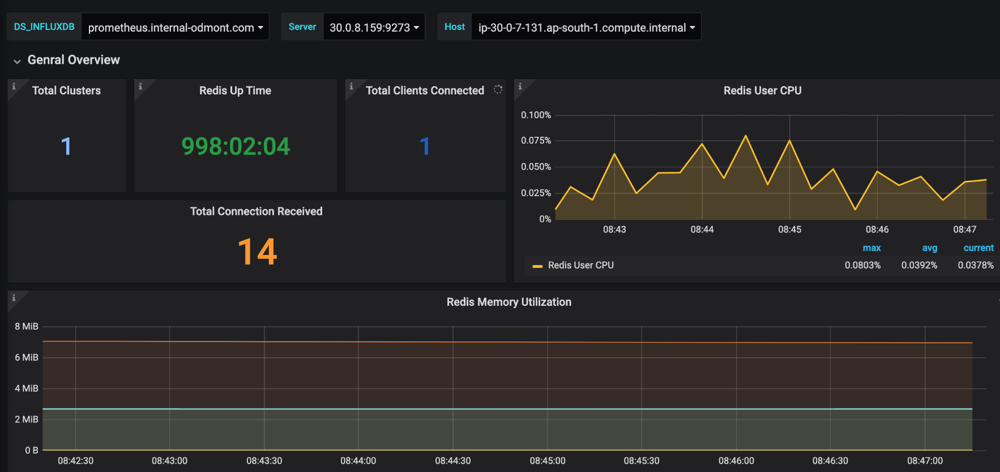 DS_INFLUXDB prometheus.internal-odmont.com Server 30.0.8.159:9273 Host ip-30-0-7-131.ap-south-1.compute.internal
Genral Overview
Total Clusters
1
Redis Up Time
998:02:04
Total Clients Connected
1
Total Connection Received
14
Redis User CPU
0.100%
0.075%
0.050%
0.025%
0%
08:43 08:44 08:45 08:46 08:47
max avg current
Redis User CPU 0.0803% 0.0392% 0.0378%
Redis Memory Utilization
8 MiB
6 MiB
4 MiB
2 MiB
0 B
08:42:30 08:43:00 08:43:30 08:44:00 08:44:30 08:45:00 08:45:30 08:46:00 08:46:30 08:47:00